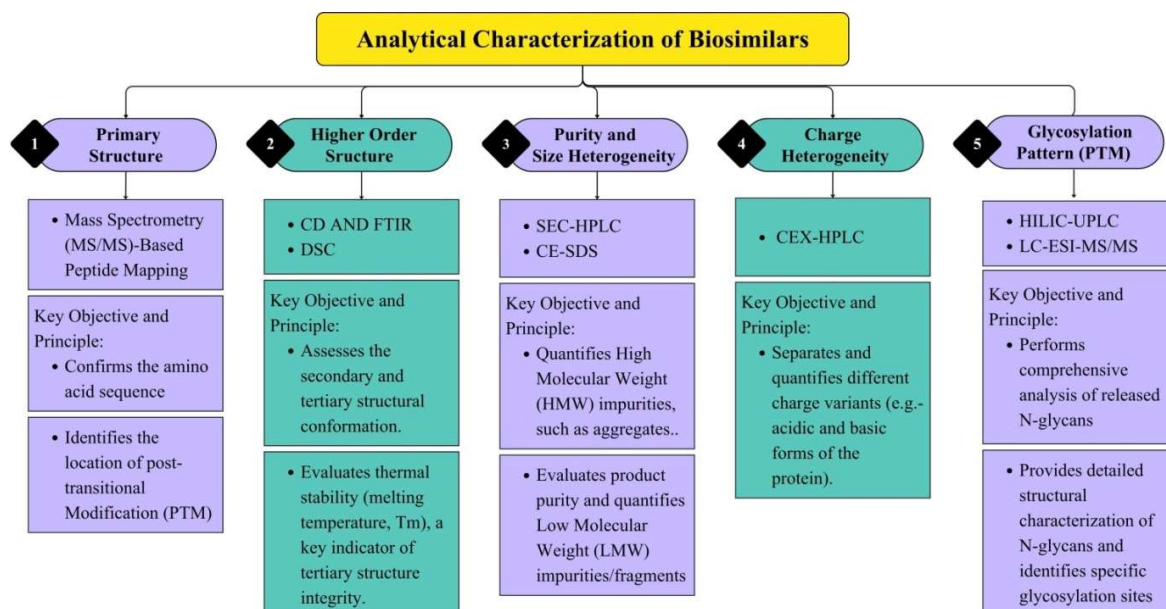 Analytical Characterization of Biosimilars
1
Primary
Structure
• Mass Spectrometry
(MS/MS)-Based
Peptide Mapping
Key Objective and
Principle:
• Confirms the amino
acid sequence
• Identifies the
location of post-
transitional
Modification (PTM)
2
Higher Order
Sructure
• CD AND FTIR
• DSC
Key Objective and
Principle:
• Assesses the
secondary and
tertiary structural
conformation.
• Evaluates thermal
stability (melting
temperature, Tm), a
key indicator of
tertiary structure
integrity.
3
Purity and
Size Heterogeneity
• SEC-HPLC
• CE-SDS
Key Objective and
Principle:
• Quantifies High
Molecular Weight
(HMW) impurities,
such as aggregates..
• Evaluates product
purity and quantifies
Low Molecular
Weight (LMW)
impurities/fragments
4
Charge
Heterogeneity
• CEX-HPLC
Key Objective and
Principle:
• Separates and
quantifies different
charge variants (e.g.-
acidic and basic
forms of the
protein).
5
Glycosylation
Pattern (PTM)
• HILIC-UPLC
• LC-ESI-MS/MS
Key Objective and
Principle:
• Performs
comprehensive
analysis of released
N-glycans
• Provides detailed
structural
characterization of
N-glycans and
identifies specific
glycosylation sites